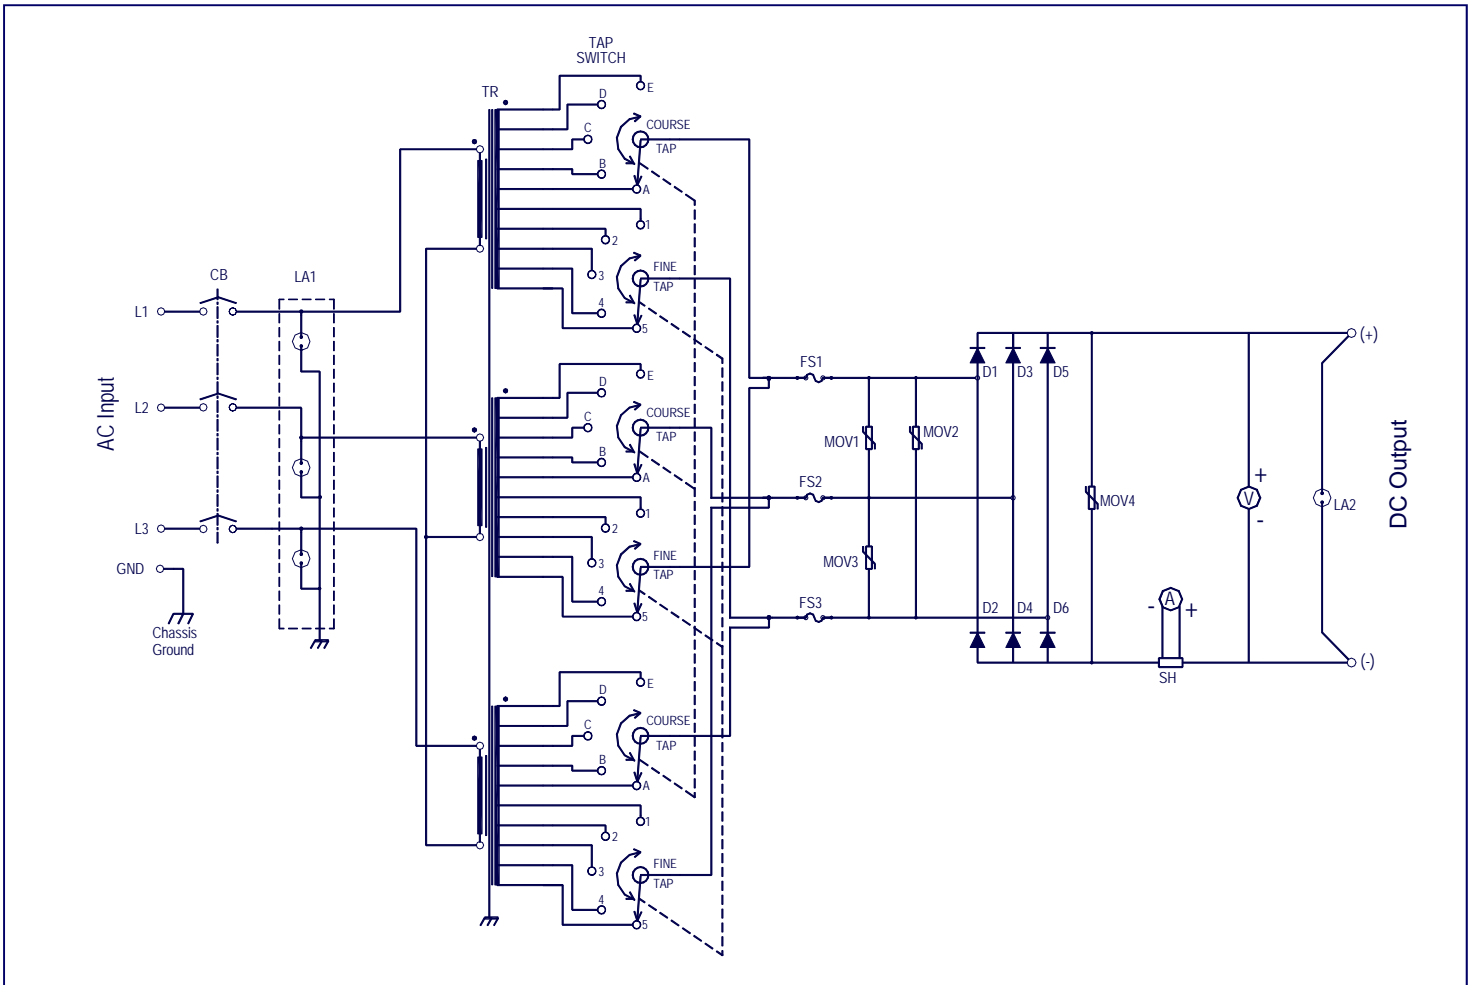 TAP
SWITCH
TR
E
D
C
COURSE
TAP
B
A
1
2
3
FINE
TAP
4
5
CB
LA1
L1
L2
L3
GND
Chassis
Ground
AC Input
E
D
C
COURSE
TAP
B
A
1
2
3
FINE
TAP
4
5
E
D
C
COURSE
TAP
B
A
1
2
3
FINE
TAP
4
5
FS1
FS2
FS3
MOV1
MOV2
MOV3
D1
D3
D5
D2
D4
D6
MOV4
A
-
+
SH
+
V
-
LA2
(+)
(-)
DC Output